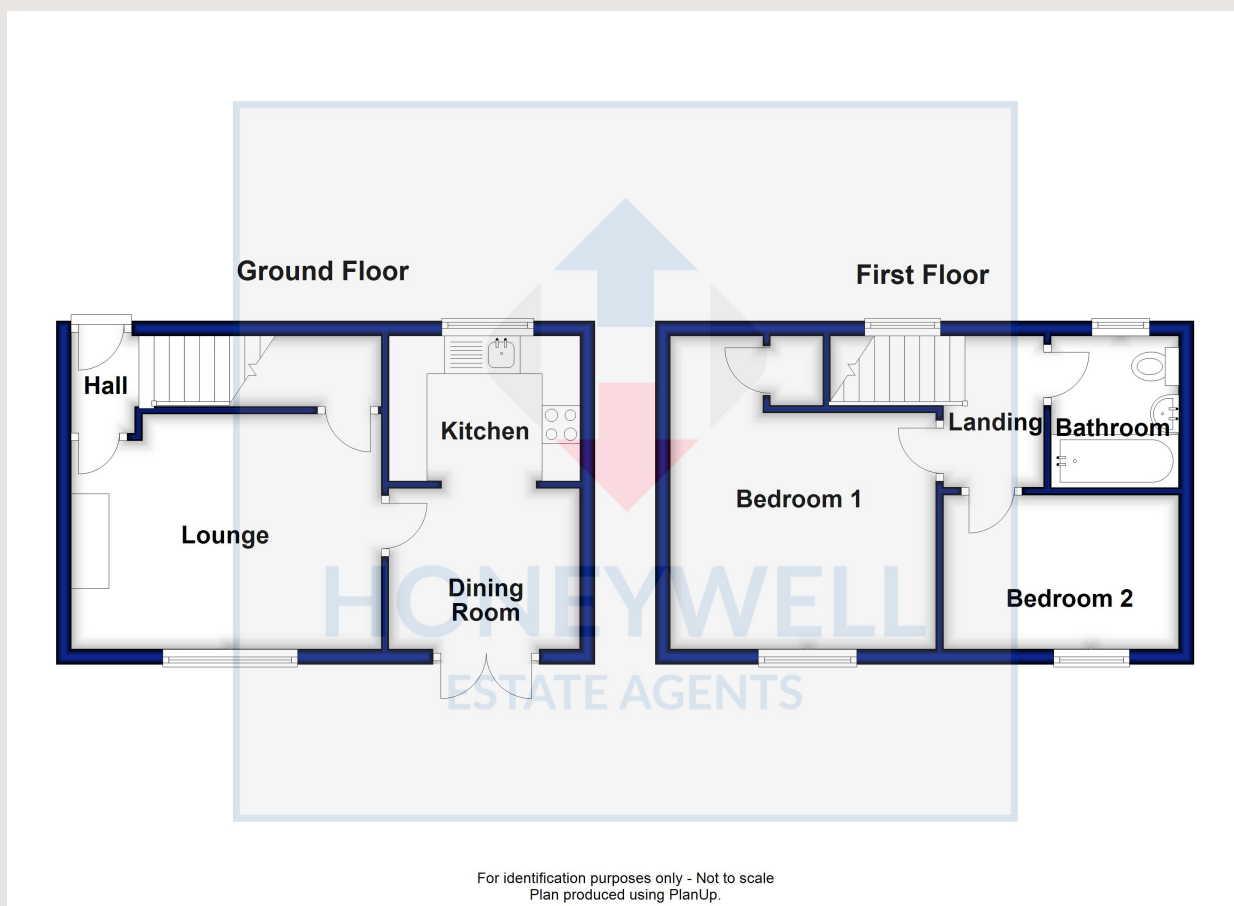 Ground Floor
First Floor
Hall
Kitchen
Lounge
Dining
Room
Landing
Bathroom
Bedroom 1
Bedroom 2
HONEYWELL
ESTATE AGENTS
For identification purposes only - Not to scale
Plan produced using PlanUp.